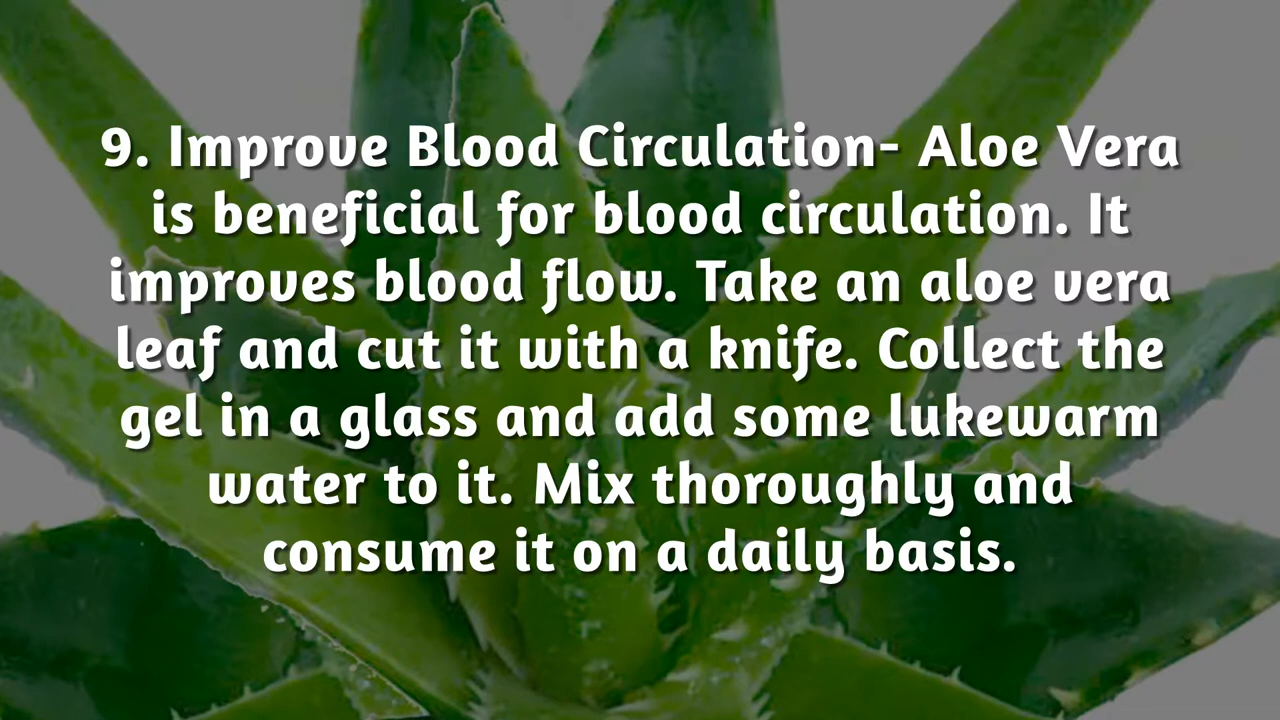 9. Improve Blood Circulation- Aloe Vera
is beneficial for blood circulation. It
improves blood flow. Take an aloe vera
leaf and cut it with a knife. Collect the
gel in a glass and add some lukewarm
water to it. Mix thoroughly and
consume it on a daily basis.